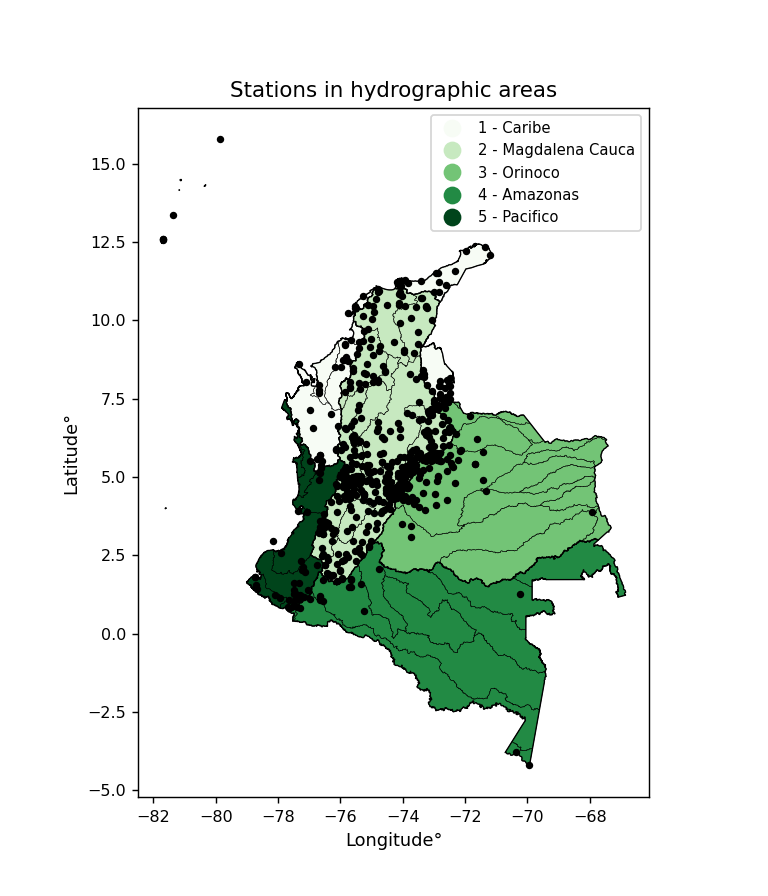 Stations in hydrographic areas
1 - Caribe
2 - Magdalena Cauca
3 - Orinoco
4 - Amazonas
5 - Pacifico
15.0
12.5
10.0
7.5
5.0
2.5
0.0
−2.5
−5.0
Latitude°
−82 −80 −78 −76 −74 −72 −70 −68
Longitude°